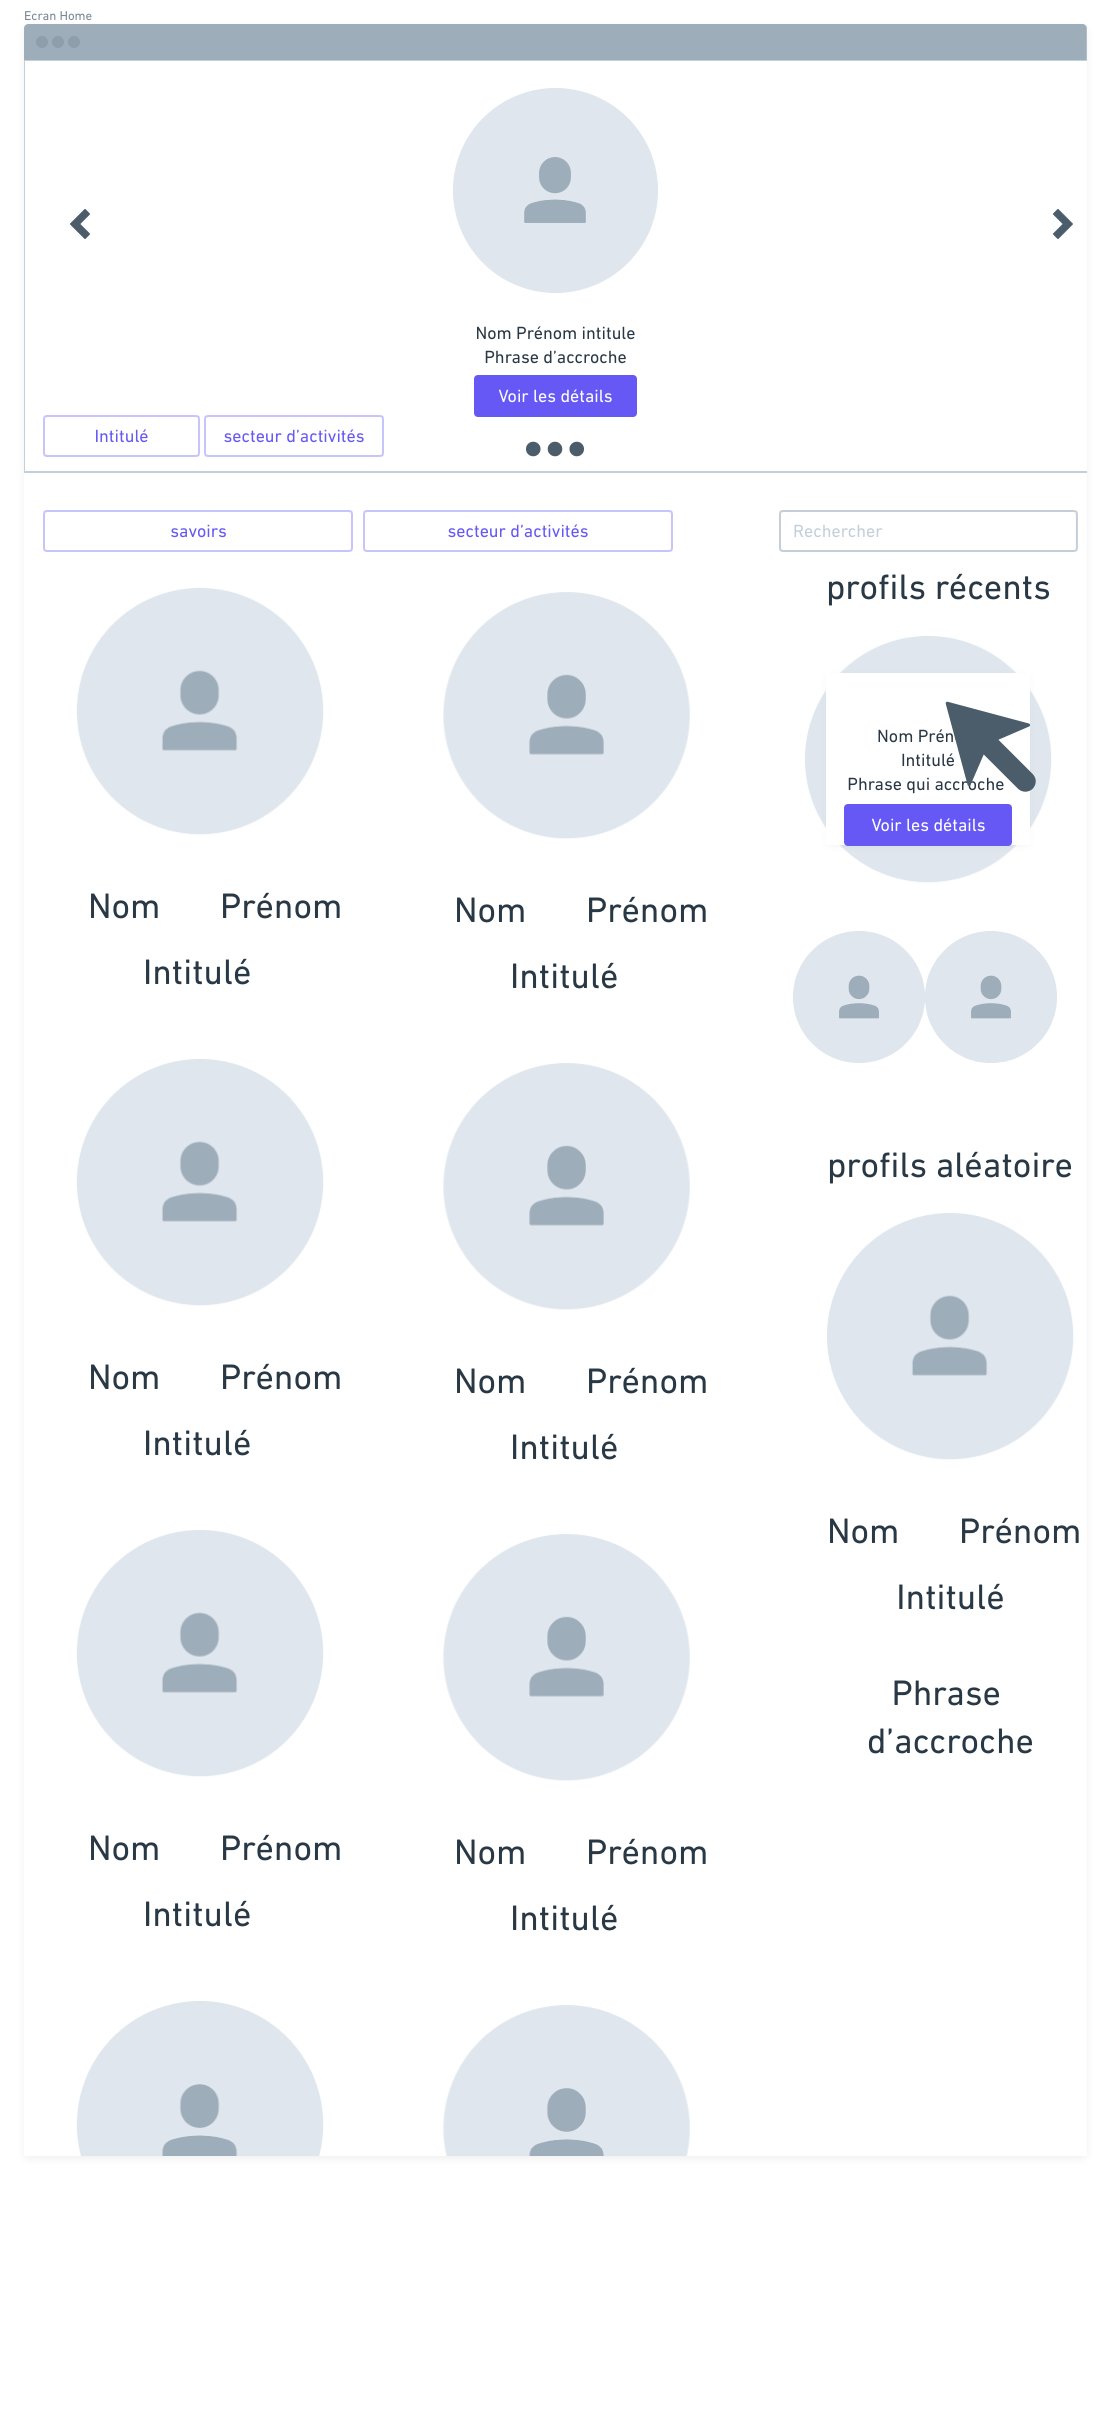 Ecran Home
Nom Prénom intitule
Phrase d’accroche
Voir les détails
Intitulé
secteur d’activités
savoirs
secteur d’activités
Rechercher
profils récents
Intitulé
Phrase qui accroche
Voir les détails
Nom Prénom
Intitulé
Nom Prénom
Intitulé
profils aléatoire
Nom Prénom
Intitulé
Nom Prénom
Intitulé
Nom Prénom
Intitulé
Phrase
d’accroche
Nom Prénom
Intitulé
Nom Prénom
Intitulé